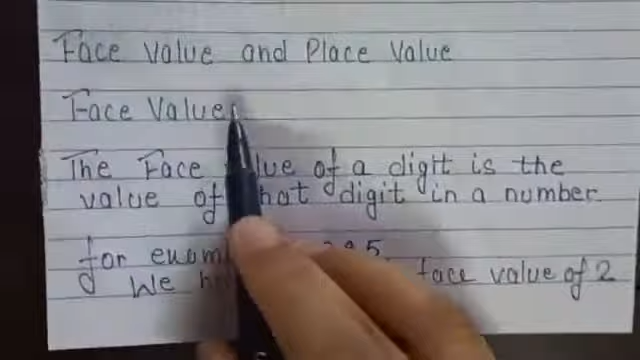 Face Value and Place Value
Face Value
The Face value of a digit is the
value of that digit in a number.
for 295
We face value of 2